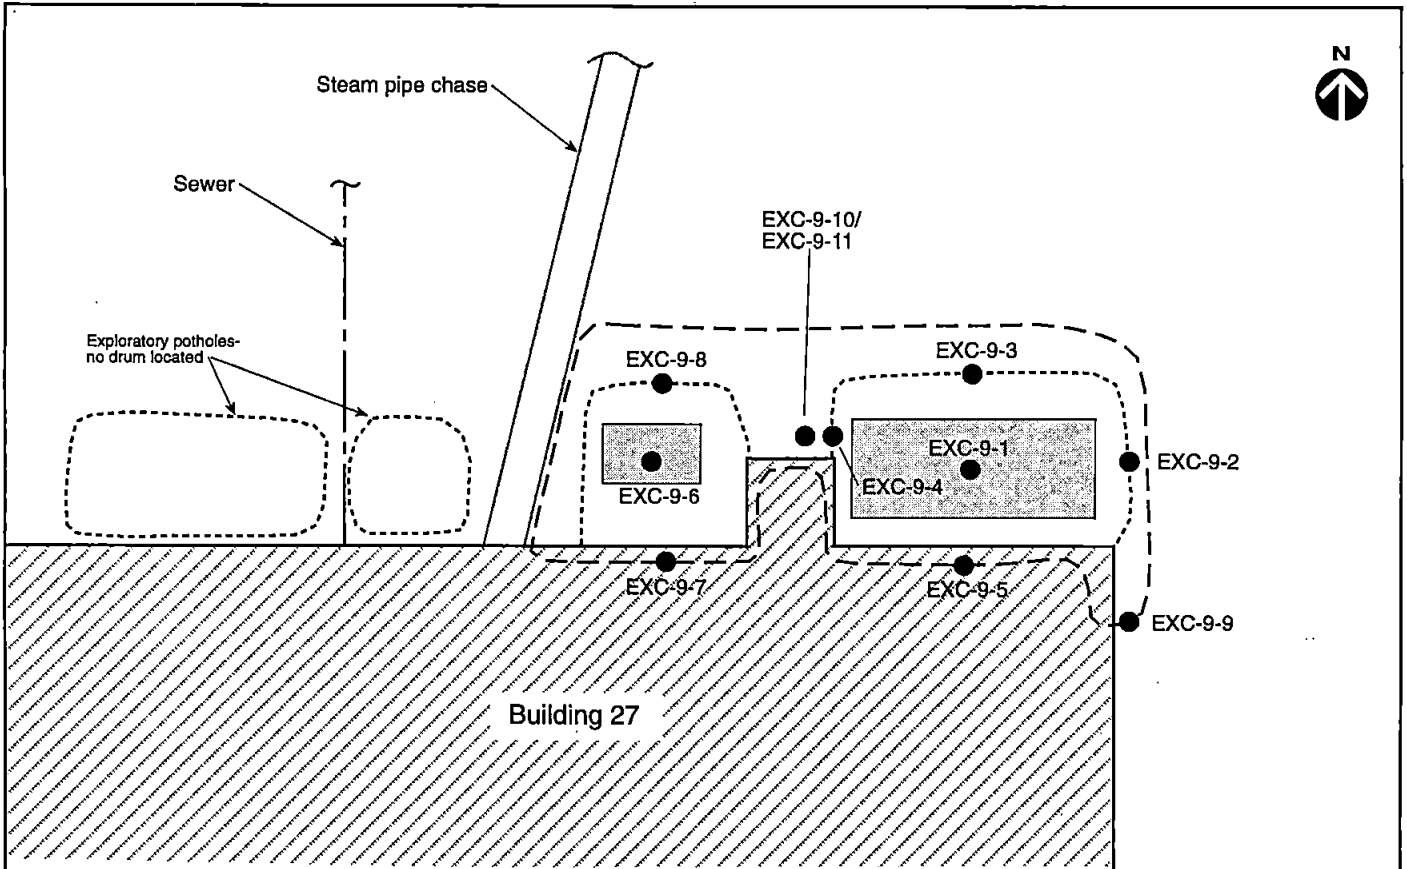 N
Steam pipe chase
Sewer
EXC-9-10/
EXC-9-11
Exploratory potholes-
no drum located
EXC-9-8
EXC-9-3
EXC-9-1
EXC-9-2
EXC-9-4
EXC-9-6
EXC-9-7
EXC-9-5
EXC-9-9
Building 27